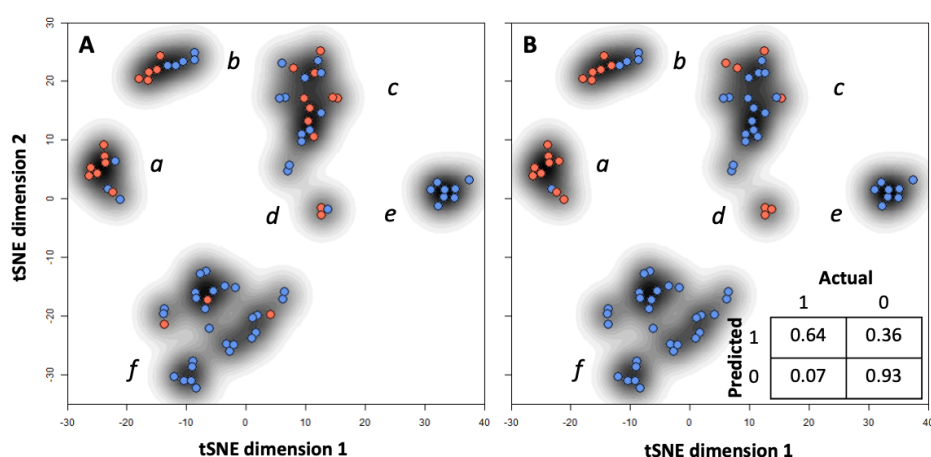 A
b
c
a
d
e
f
30
20
10
0
-10
-20
-30
-30
-20
-10
0
10
20
30
40
tSNE dimension 2
tSNE dimension 1
B
b
c
a
d
e
f
-30
-20
-10
0
10
20
30
40
tSNE dimension 1
Actual
1 0
Predicted
1 0.64 0.36
0 0.07 0.93